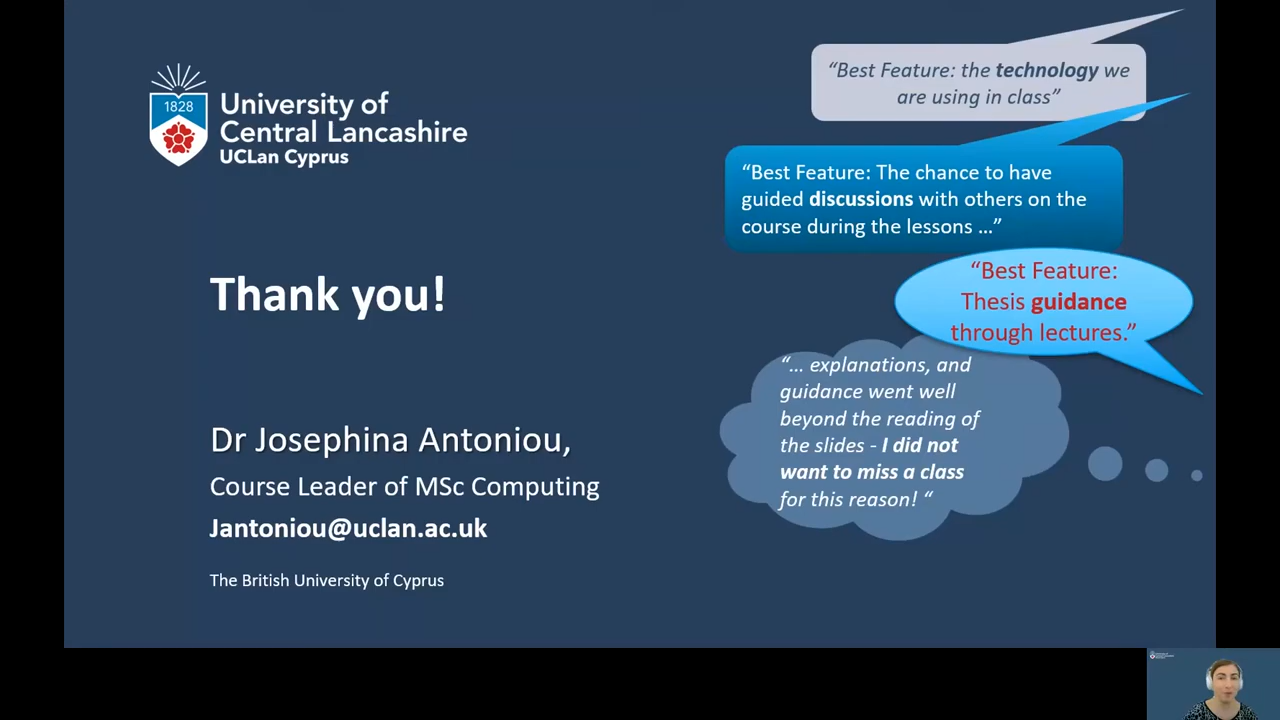 1828
University of
Central Lancashire
UCLan Cyprus
Thank you!
Dr Josephina Antoniou,
Course Leader of MSc Computing
Jantoniou@uclan.ac.uk
The British University of Cyprus
“Best Feature: the technology we
are using in class”
“Best Feature: The chance to have
guided discussions with others on the
course during the lessons …”
“Best Feature:
Thesis guidance
through lectures.”
“… explanations, and
guidance went well
beyond the reading of
the slides - I did not
want to miss a class
for this reason! “